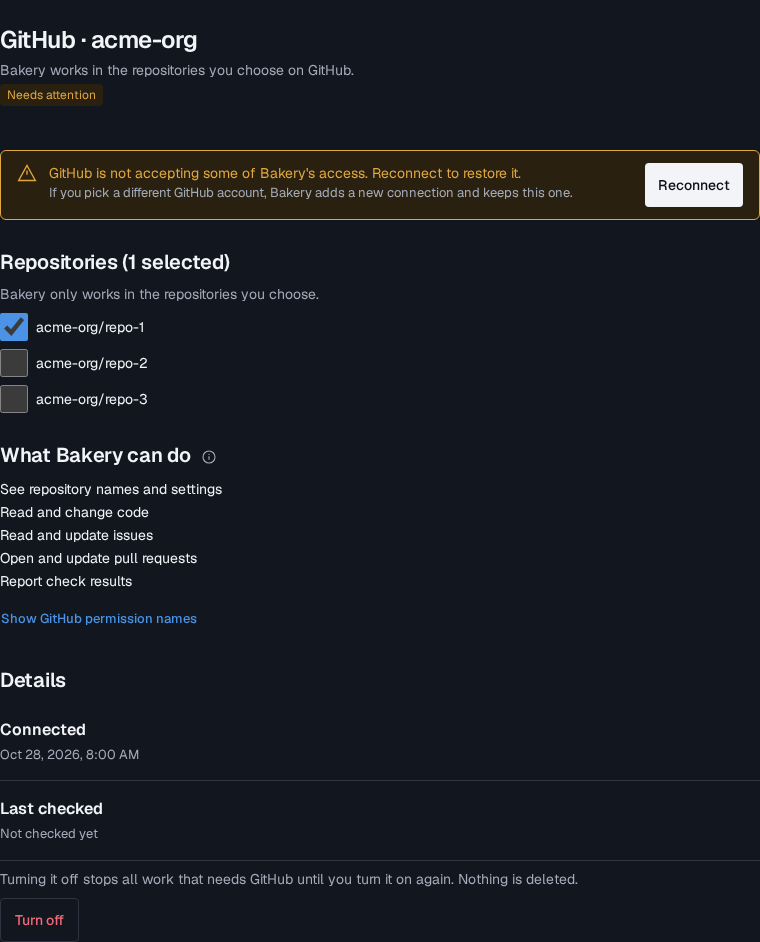 GitHub · acme-org
Bakery works in the repositories you choose on GitHub.
Needs attention
GitHub is not accepting some of Bakery's access. Reconnect to restore it.
If you pick a different GitHub account, Bakery adds a new connection and keeps this one.
Reconnect
Repositories (1 selected)
Bakery only works in the repositories you choose.
acme-org/repo-1
acme-org/repo-2
acme-org/repo-3
What Bakery can do
See repository names and settings
Read and change code
Read and update issues
Open and update pull requests
Report check results
Show GitHub permission names
Details
Connected
Oct 28, 2026, 8:00 AM
Last checked
Not checked yet
Turning it off stops all work that needs GitHub until you turn it on again. Nothing is deleted.
Turn off